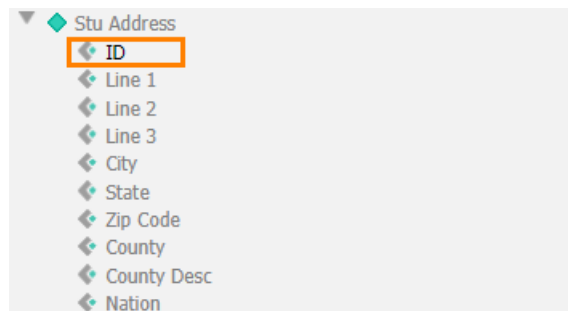 Stu Address
ID
Line 1
Line 2
Line 3
City
State
Zip Code
County
County Desc
Nation